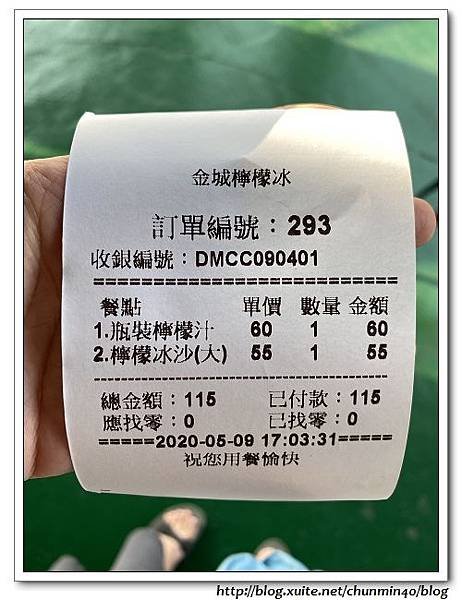 金城檸檬冰
訂單編號：293
收銀編號：DMCC090401
==============================
餐點 單價 數量 金額
1.瓶裝檸檬汁 60 1 60
2.檸檬冰沙(大) 55 1 55
------------------------------------------------
總金額：115 已付款：115
應找零：0 已找零：0
=====2020-05-09 17:03:31=====
祝您用餐愉快
http://blog.xuite.net/chunmin40/blog